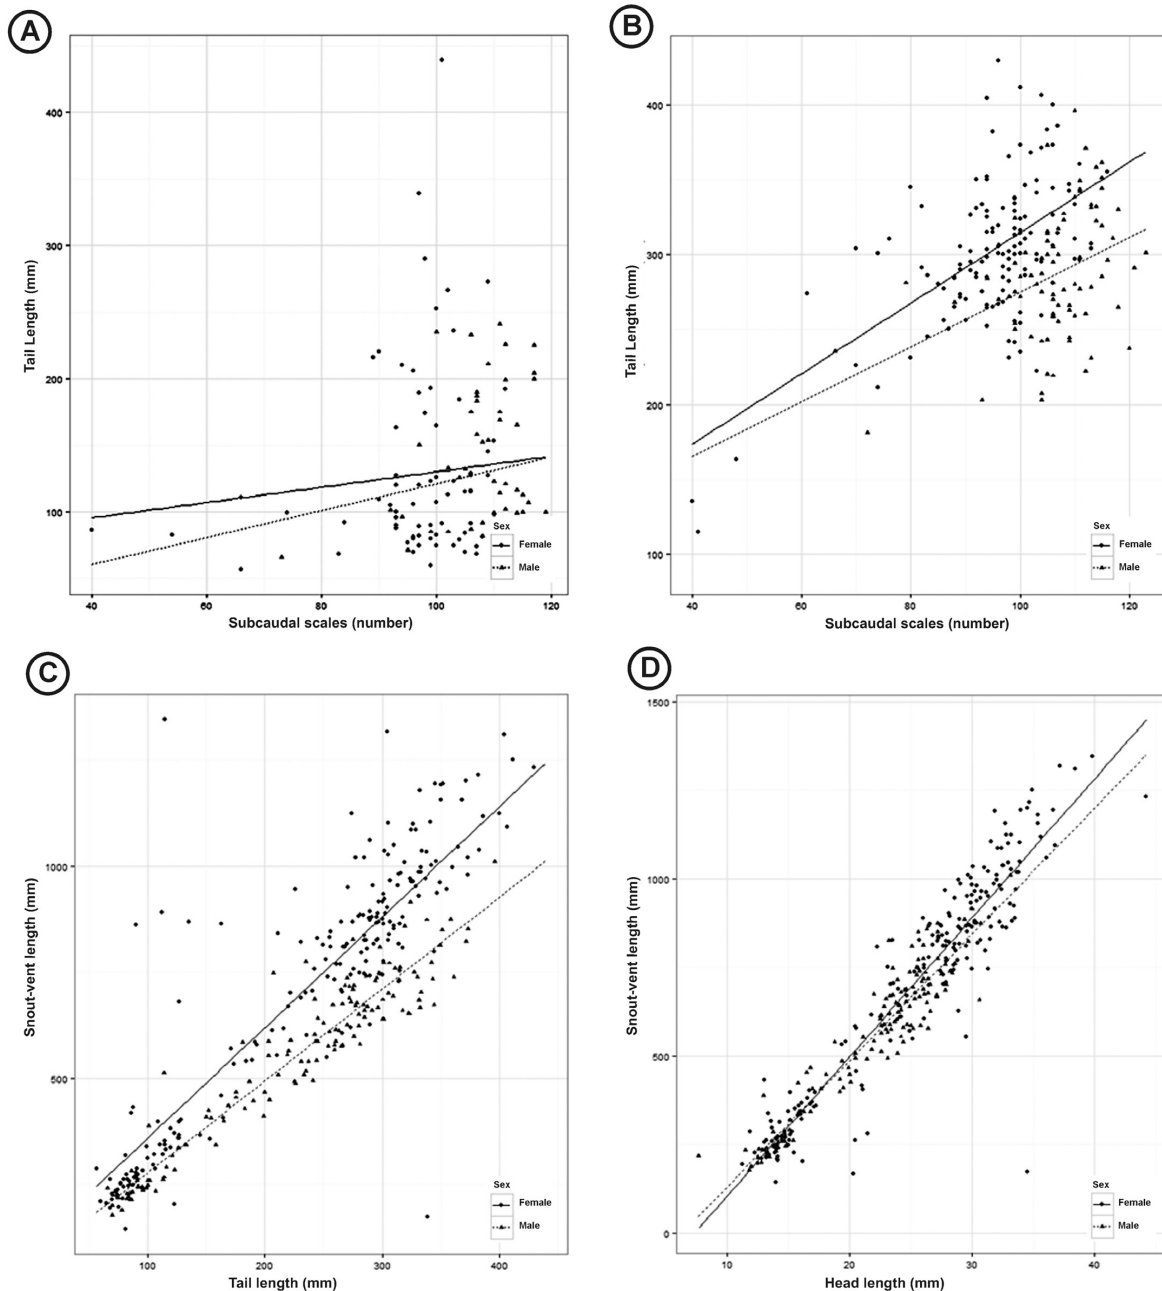 A
B
Tail Length (mm)
400
300
200
100
40
60
80
100
120
Subcaudal scales (number)
Sex
Female
Male
Tail Length (mm)
400
300
200
100
40
60
80
100
120
Subcaudal scales (number)
Sex
Female
Male
C
D
Snout-vent length (mm)
1000
500
100
200
300
400
Tail length (mm)
Sex
Female
Male
Snout-vent length (mm)
1500
1000
500
0
10
20
30
40
Head length (mm)
Sex
Female
Male